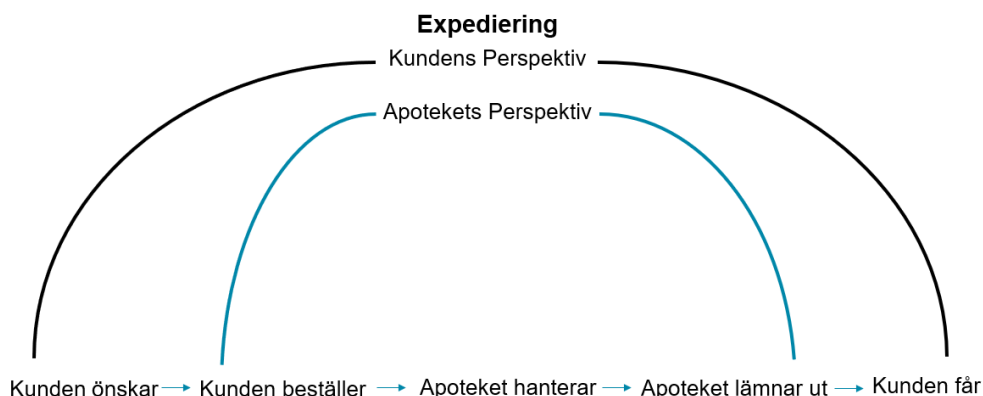 Expediering
Kundens Perspektiv
Apotekets Perspektiv
Kunden önskar
Kunden beställer
Apoteket hanterar
Apoteket lämnar ut
Kunden får